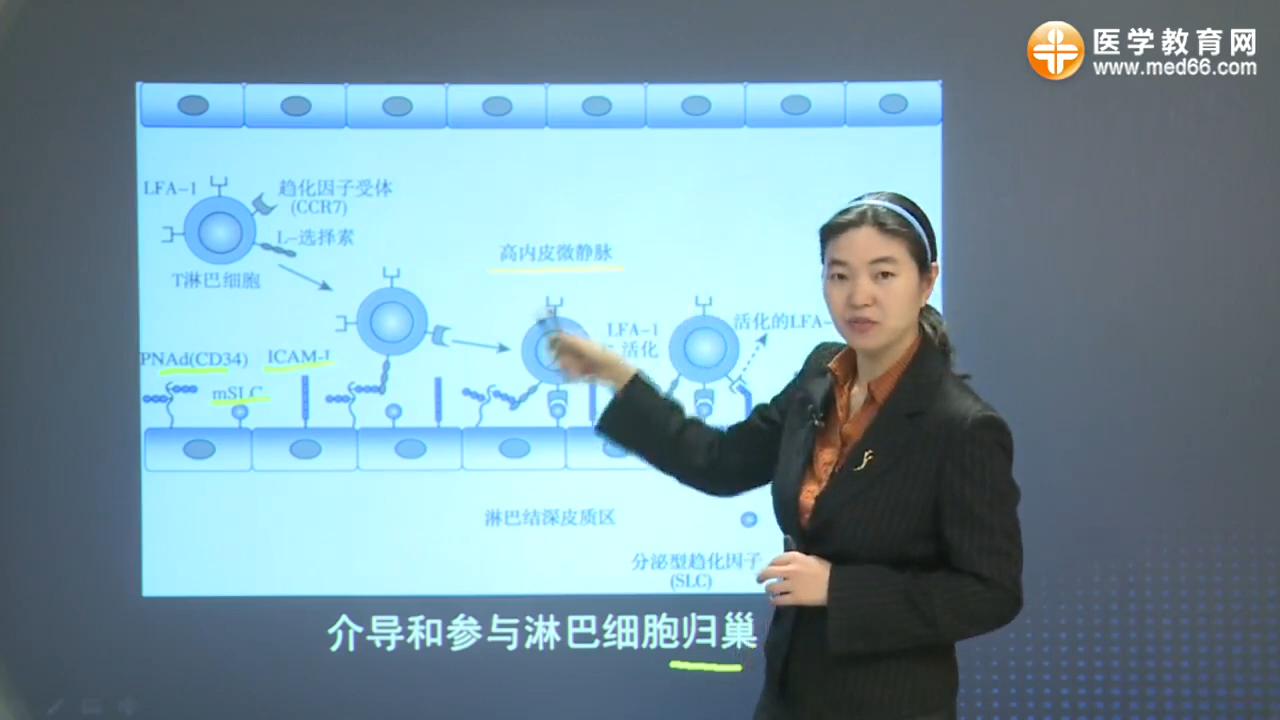 医学教育网
www.med66.com
LFA-1
趋化因子受体
(CCR7)
L-选择素
T淋巴细胞
高内皮微静脉
PNAd(CD34)
ICAM-1
mSLC
LFA-1
活化
活化的LFA-
淋巴结深皮质区
分泌型趋化因子
(SLC)
介导和参与淋巴细胞归巢